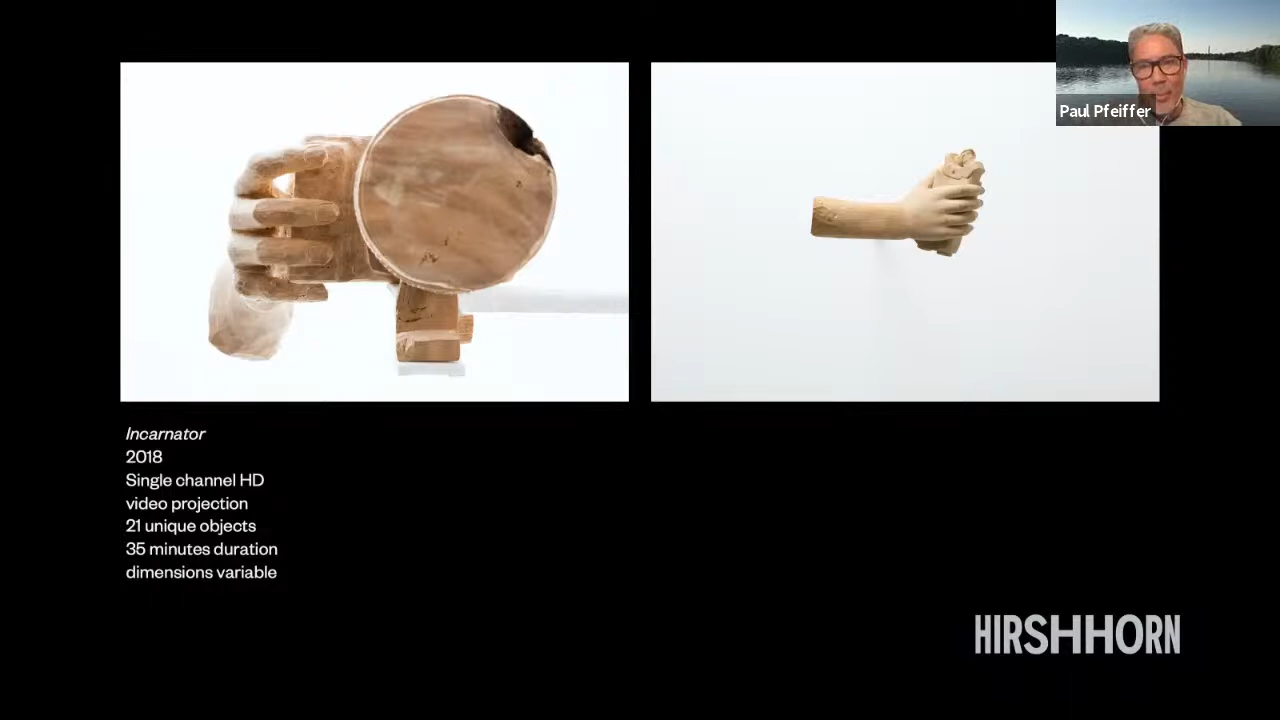 Paul Pfeiffer
Incarnator
2018
Single channel HD
video projection
21 unique objects
35 minutes duration
dimensions variable
HIRSHHORN